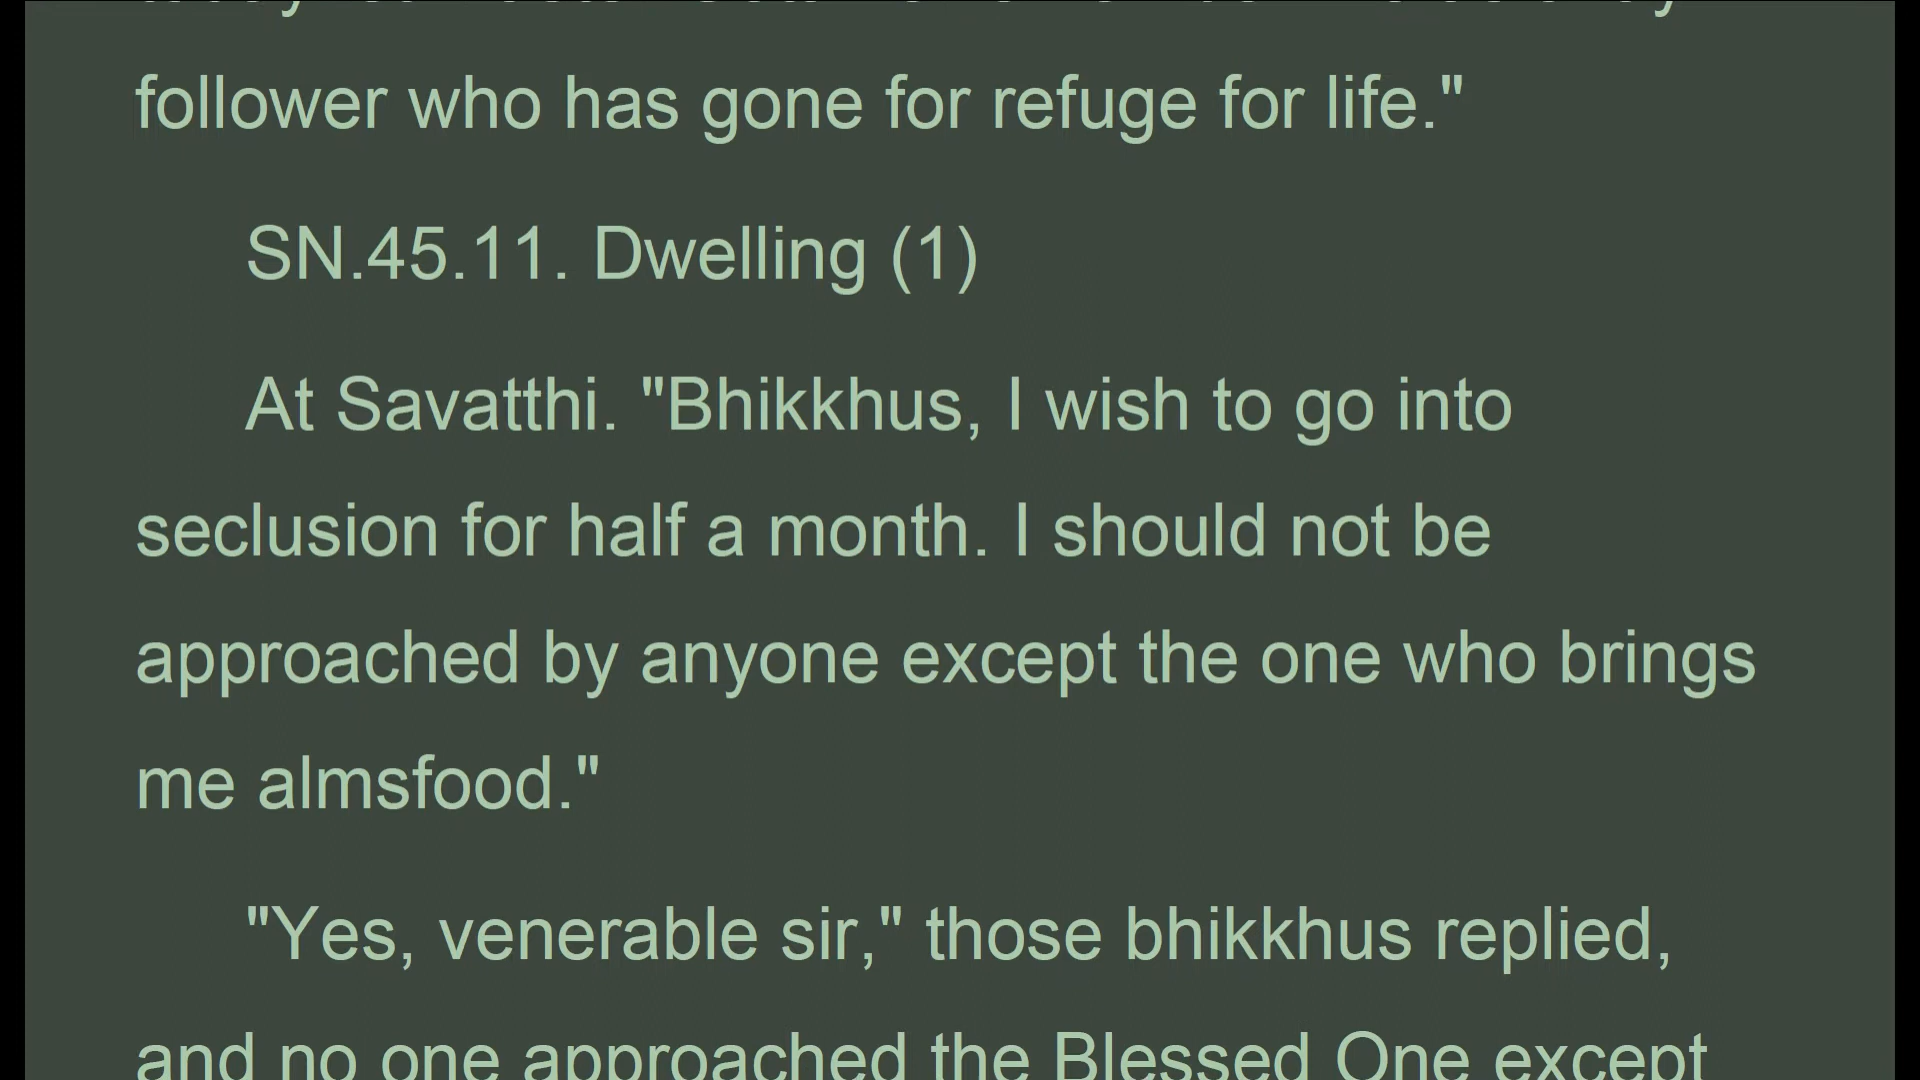 follower who has gone for refuge for life."
SN.45.11. Dwelling (1)
At Savatthi. "Bhikkhus, I wish to go into
seclusion for half a month. I should not be
approached by anyone except the one who brings
me almsfood."
"Yes, venerable sir," those bhikkhus replied,
and no one approached the Blessed One except